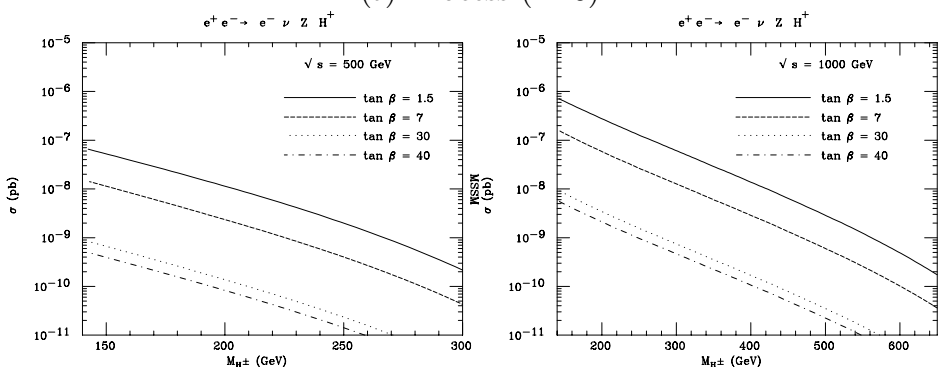 e⁺ e⁻→ e⁻ ν Z H⁺
√ s = 500 GeV
tan β = 1.5
tan β = 7
tan β = 30
tan β = 40
10⁻⁵
10⁻⁶
10⁻⁷
10⁻⁸
10⁻⁹
10⁻¹⁰
10⁻¹¹
σ (pb)
150 200 250 300
M_H± (GeV)
MSSM
e⁺ e⁻→ e⁻ ν Z H⁺
√ s = 1000 GeV
tan β = 1.5
tan β = 7
tan β = 30
tan β = 40
10⁻⁵
10⁻⁶
10⁻⁷
10⁻⁸
10⁻⁹
10⁻¹⁰
10⁻¹¹
σ (pb)
200 300 400 500 600
M_H± (GeV)